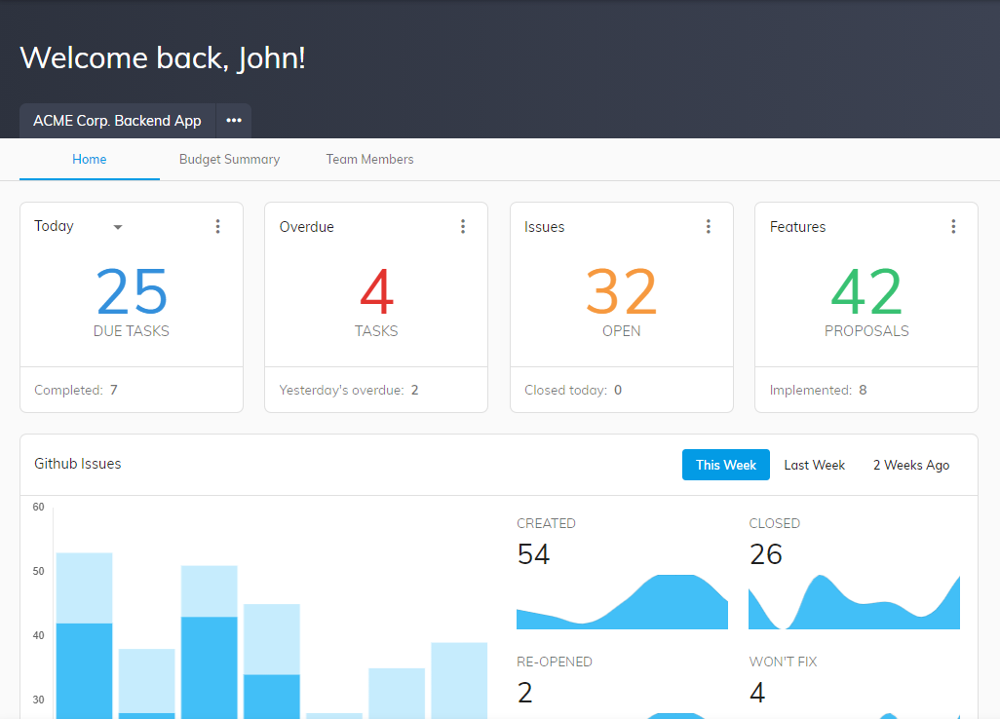 Welcome back, John!
ACME Corp. Backend App •••
Home Budget Summary Team Members
Today
25
DUE TASKS
Completed: 7
Overdue
4
TASKS
Yesterday's overdue: 2
Issues
32
OPEN
Closed today: 0
Features
42
PROPOSALS
Implemented: 8
Github Issues
This Week Last Week 2 Weeks Ago
60
50
40
30
CREATED
54
CLOSED
26
RE-OPENED
2
WON'T FIX
4